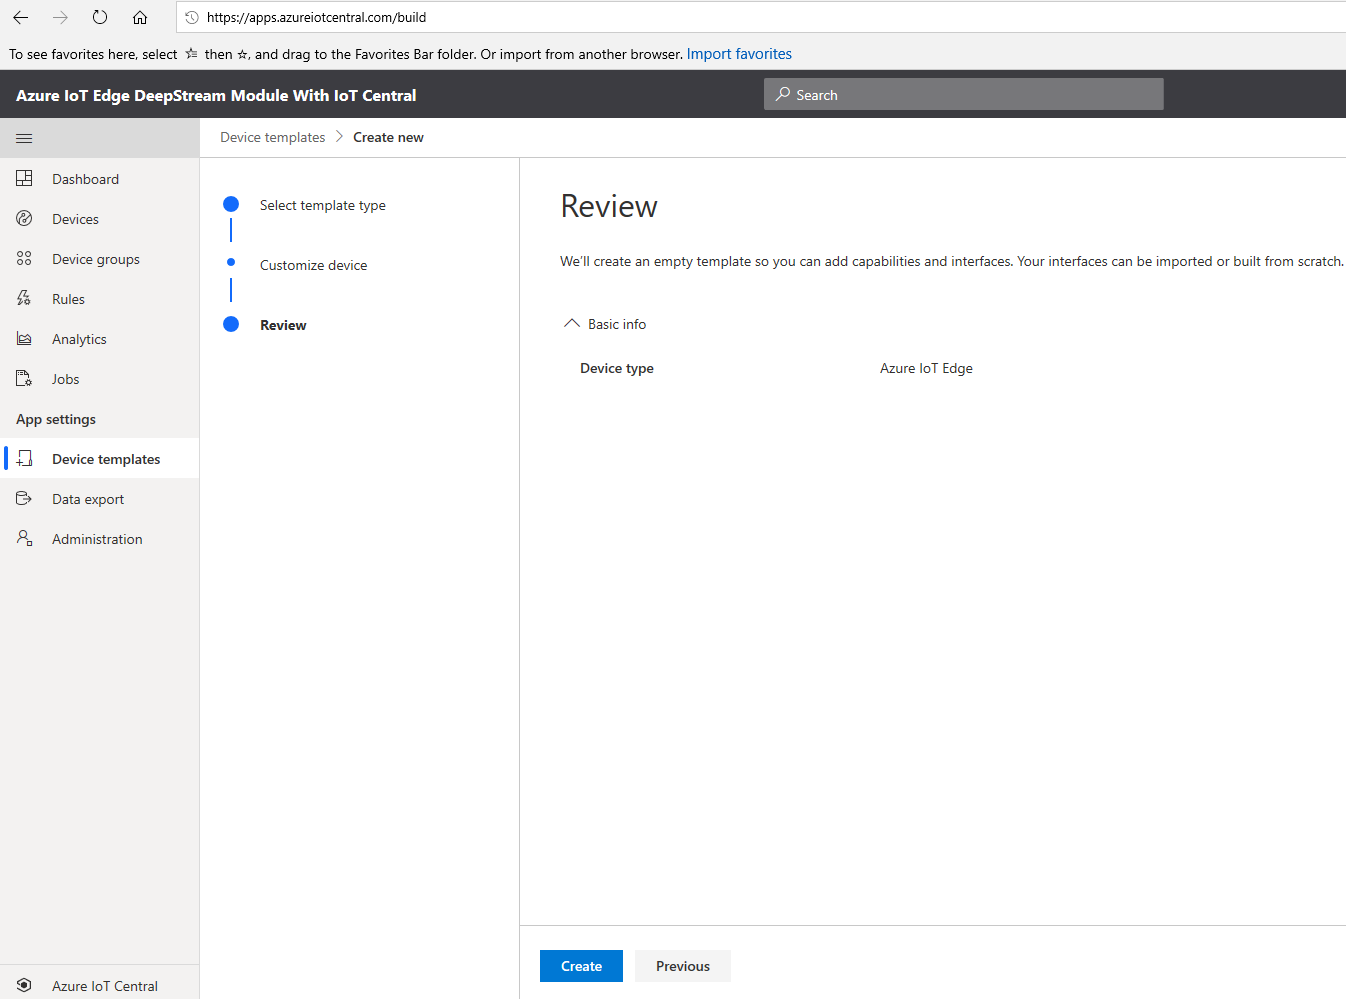 https://apps.azureiotcentral.com/build
To see favorites here, select then ☆, and drag to the Favorites Bar folder. Or import from another browser. Import favorites
Azure IoT Edge DeepStream Module With IoT Central
Search
Device templates > Create new
Dashboard
Devices
Device groups
Rules
Analytics
Jobs
App settings
Device templates
Data export
Administration
Azure IoT Central
Select template type
Customize device
Review
Review
We’ll create an empty template so you can add capabilities and interfaces. Your interfaces can be imported or built from scratch.
Basic info
Device type Azure IoT Edge
Create
Previous